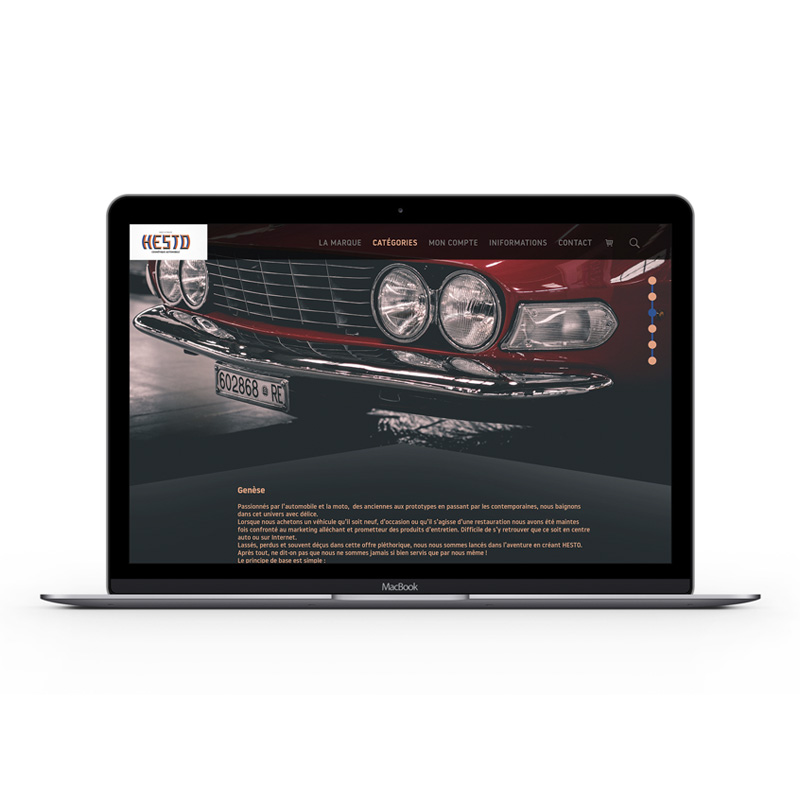 HESTO
LA MARQUE CATÉGORIES MON COMPTE INIFORMATIONS CONTACT
602868 RE
Genèse
Passionnés par l'automobile et la moto, des anciennes aux prototypes en passant par les contemporaines, nous baignons
dans cet univers avec délice.
Lorsque nous achetons un véhicule qu'il soit neuf, d'occasion ou qu'il s'agisse d'une restauration nous avons été maintes
fois confronté au marketing alléchant et prometteur des produits d'entretien. Difficile de s'y retrouver que ce soit en centre
auto ou sur Internet.
Lassés, perdus et souvent déçus dans cette offre pléthorique, nous nous sommes lancés dans l'aventure en créant HESTO.
Après tout, ne dit-on pas que nous ne sommes jamais si bien servis que par nous même !
Le principe de base est simple :
MacBook